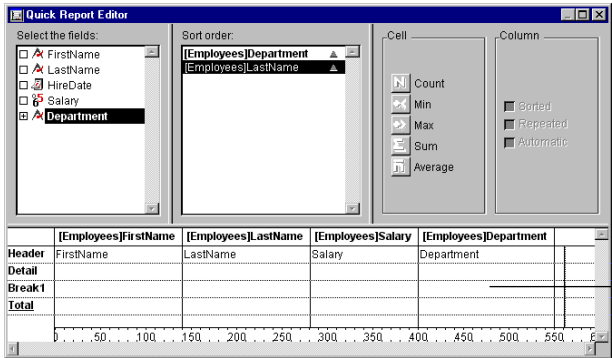 Quick Report Editor
Select the fields:
FirstName
LastName
HireDate
Salary
Department
Sort order:
[Employees]Department
[Employees]LastName
Cell
Count
Min
Max
Sum
Average
Column
Sorted
Repeated
Automatic
[Employees]FirstName [Employees]LastName [Employees]Salary [Employees]Department
Header FirstName LastName Salary Department
Detail
Break1
Total
0 50 100 150 200 250 300 350 400 450 500 550